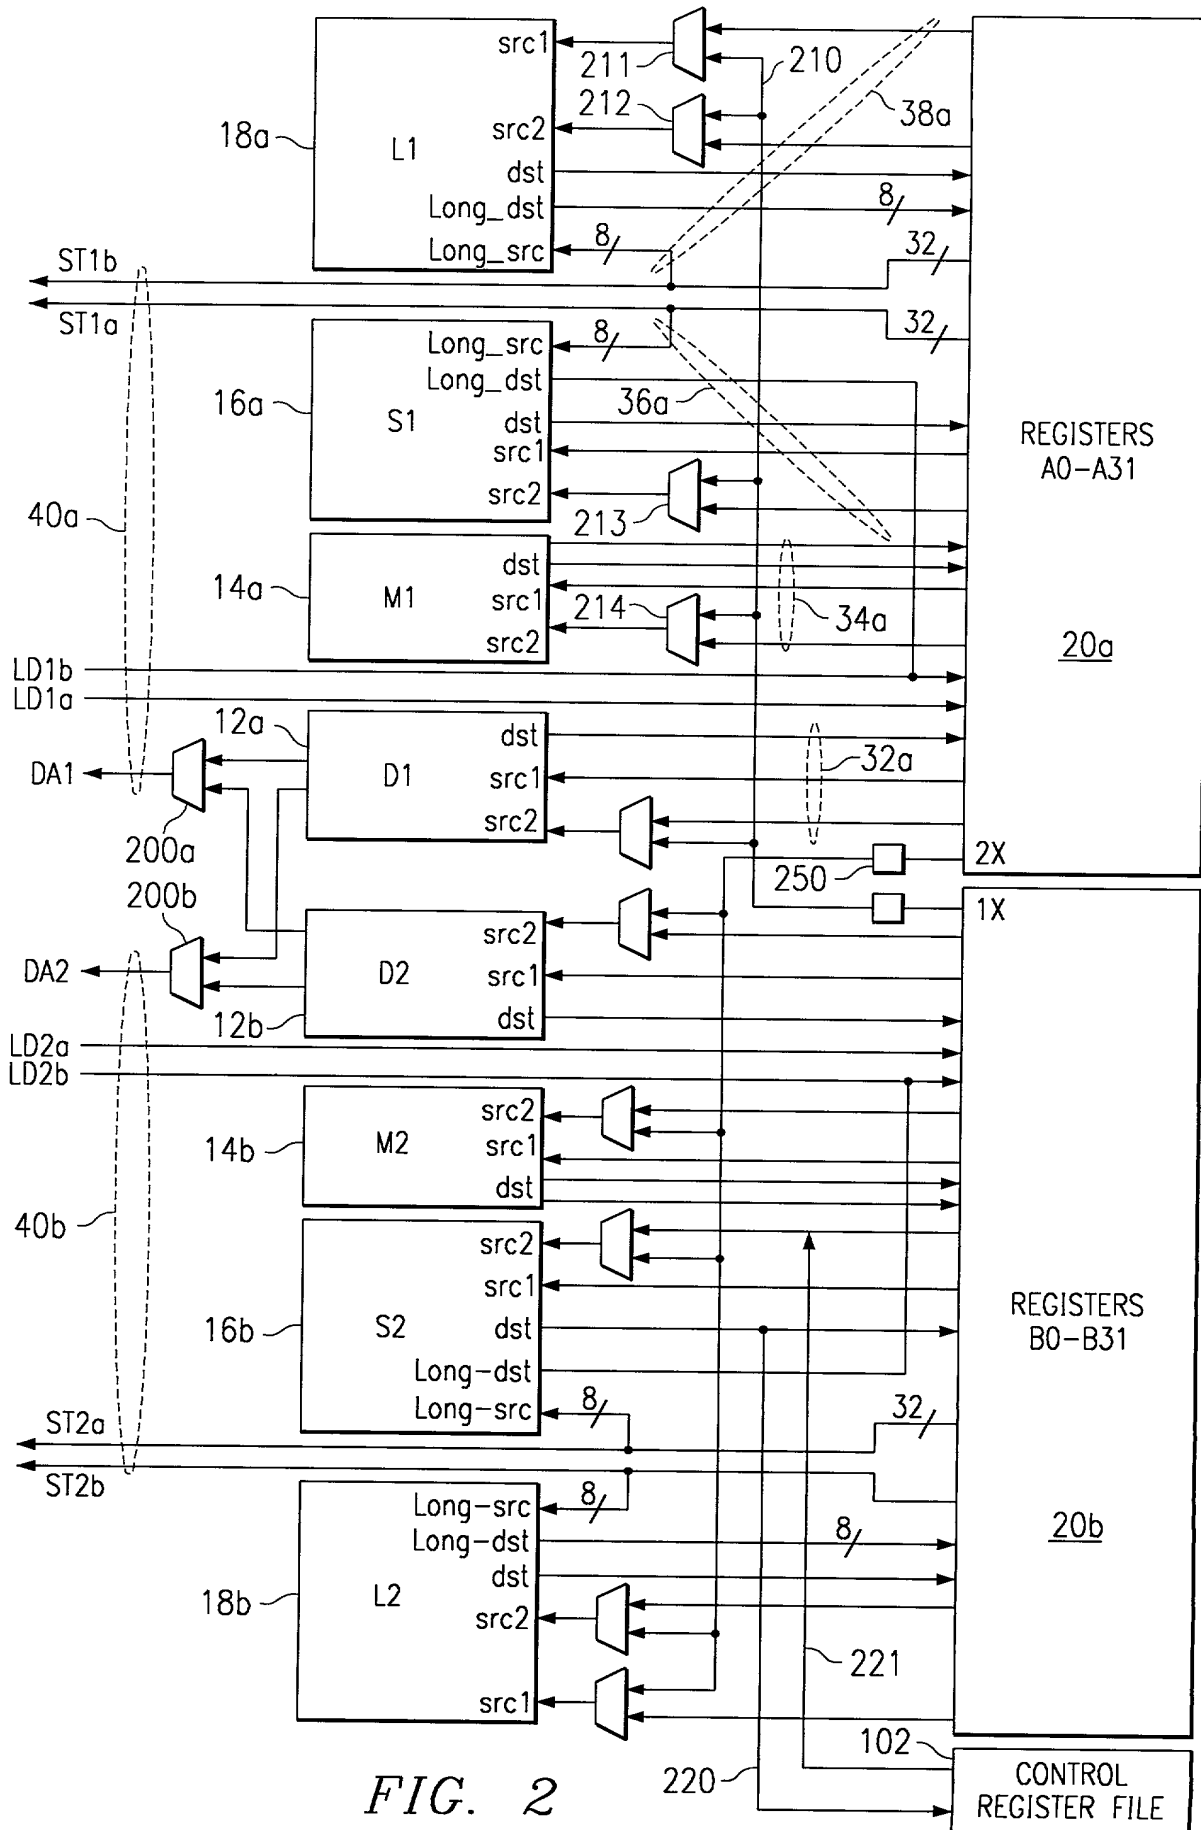 src1
211
210
38a
212
18a
L1
src2
dst
Long_dst
8
Long_src
8
32
ST1b
ST1a
32
Long_src
8
Long_dst
16a
S1
36a
dst
src1
REGISTERS
A0-A31
src2
213
40a
dst
14a
M1
src1
214
34a
src2
20a
LD1b
LD1a
12a
dst
DA1
D1
src1
32a
src2
200a
2X
250
200b
1X
src2
DA2
D2
src1
12b
dst
LD2a
LD2b
src2
14b
M2
src1
dst
40b
src2
src1
REGISTERS
B0-B31
16b
S2
dst
Long-dst
Long-src
8
32
ST2a
ST2b
Long-src
8
Long-dst
8
20b
dst
18b
L2
src2
221
src1
102
220
CONTROL
REGISTER FILE
FIG. 2